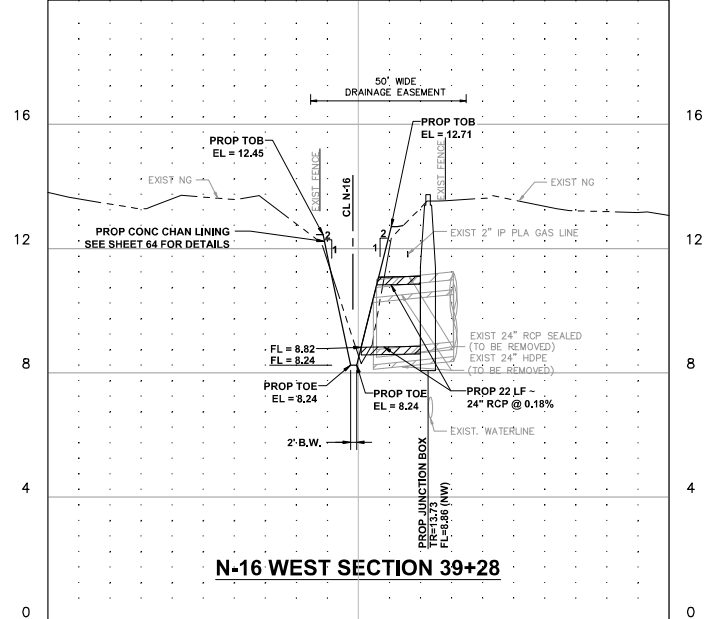 50' WIDE
DRAINAGE EASEMENT
16
16
PROP TOB
EL = 12.45
PROP TOB
EL = 12.71
EXIST FENCE
CL N-16
EXIST FENCE
EXIST NG
EXIST NG
PROP CONC CHAN LINING
SEE SHEET 64 FOR DETAILS
2
1
2
1
EXIST 2" IP PLA GAS LINE
12
12
FL = 8.82
FL = 8.24
EXIST 24" RCP SEALED
(TO BE REMOVED)
EXIST 24" HDPE
(TO BE REMOVED)
8
8
PROP TOE
EL = 8.24
PROP TOE
EL = 8.24
PROP 22 LF ~
24" RCP @ 0.18%
2' B.W.
EXIST. WATERLINE
4
4
PROP JUNCTION BOX
TR=13.73
FL=8.86 (NW)
N-16 WEST SECTION 39+28
0
0